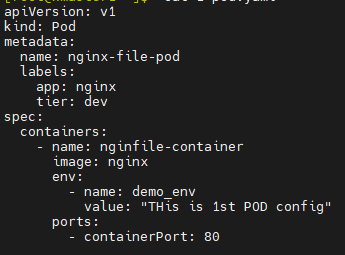 apiVersion: v1
kind: Pod
metadata:
  name: nginx-file-pod
  labels:
    app: nginx
    tier: dev
spec:
  containers:
    - name: nginfile-container
      image: nginx
      env:
        - name: demo_env
          value: "THis is 1st POD config"
      ports:
        - containerPort: 80